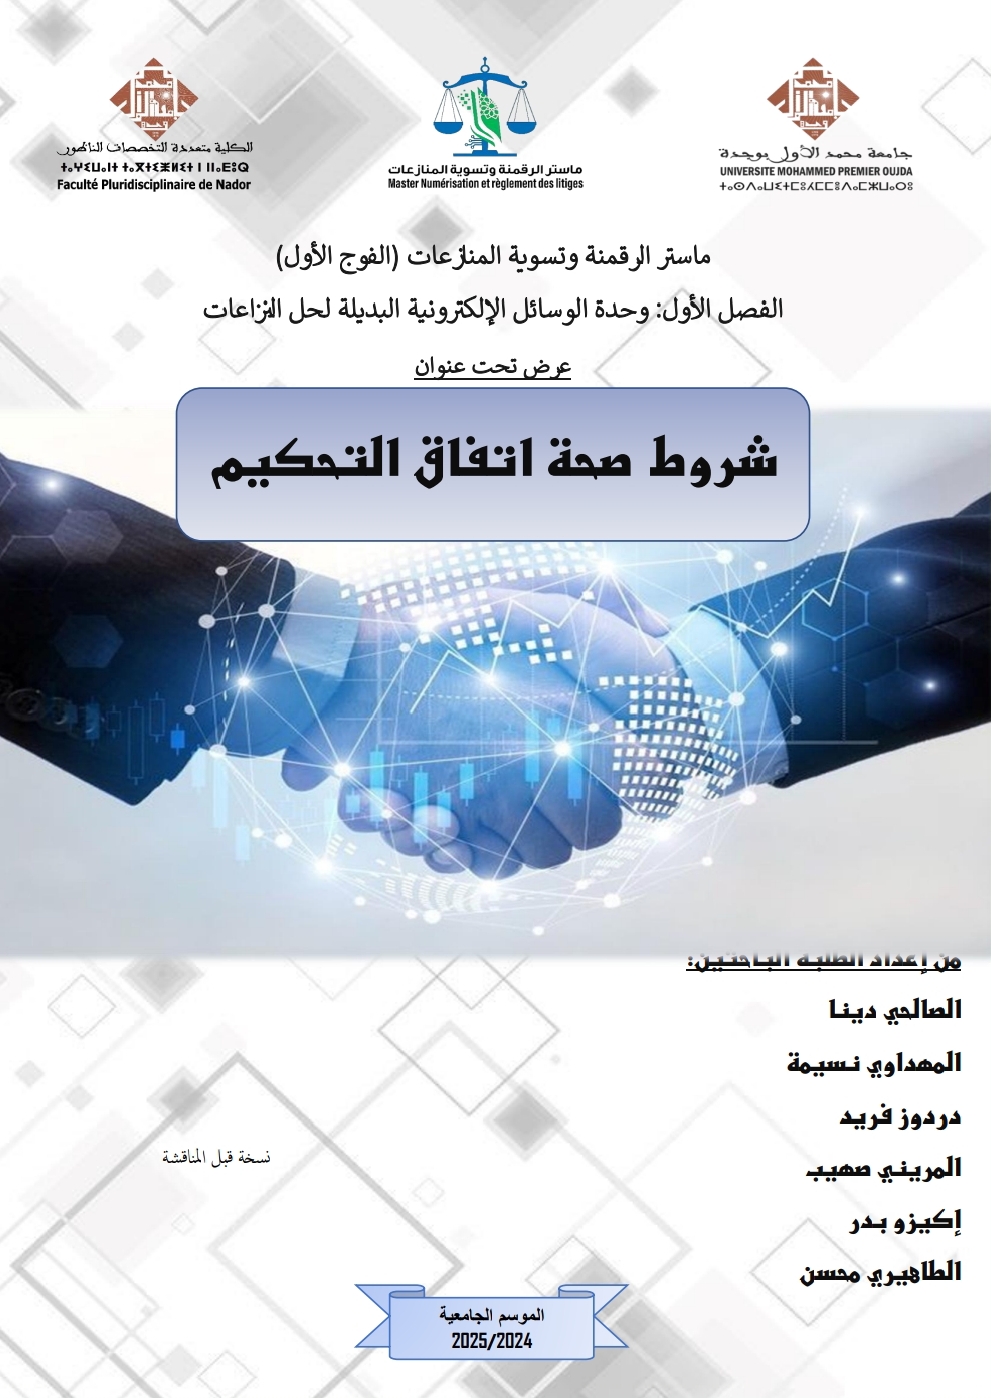 الكلية متعددة التخصصات الناظور
ⵜⴰⵖⵉⵡⴰⵏⵜ ⵜⴰⴳⵜⵉⵣⵍⵉⵜ ⵏ ⵏⵏⴰⴹⵓⵕ
Faculté Pluridisciplinaire de Nador
ماستر الرقمنة وتسوية المنازعات
Master Numérisation et règlement des litiges
جامعة محمد الأول بوجدة
UNIVERSITE MOHAMMED PREMIER OUJDA
ماستر الرقمنة وتسوية المنازعات (الفوج الأول)
الفصل الأول: وحدة الوسائل الإلكترونية البديلة لحل النزاعات
عرض تحت عنوان
شروط صحة اتفاق التحكيم
من إعداد الطلبة الباحثين:
الصالحي دينا
المهداوي نسيمة
دردوز فريد
المريني صهيب
إكيزو بدر
الطاهيري محسن
نسخة قبل المناقشة
الموسم الجامعية
2025/2024